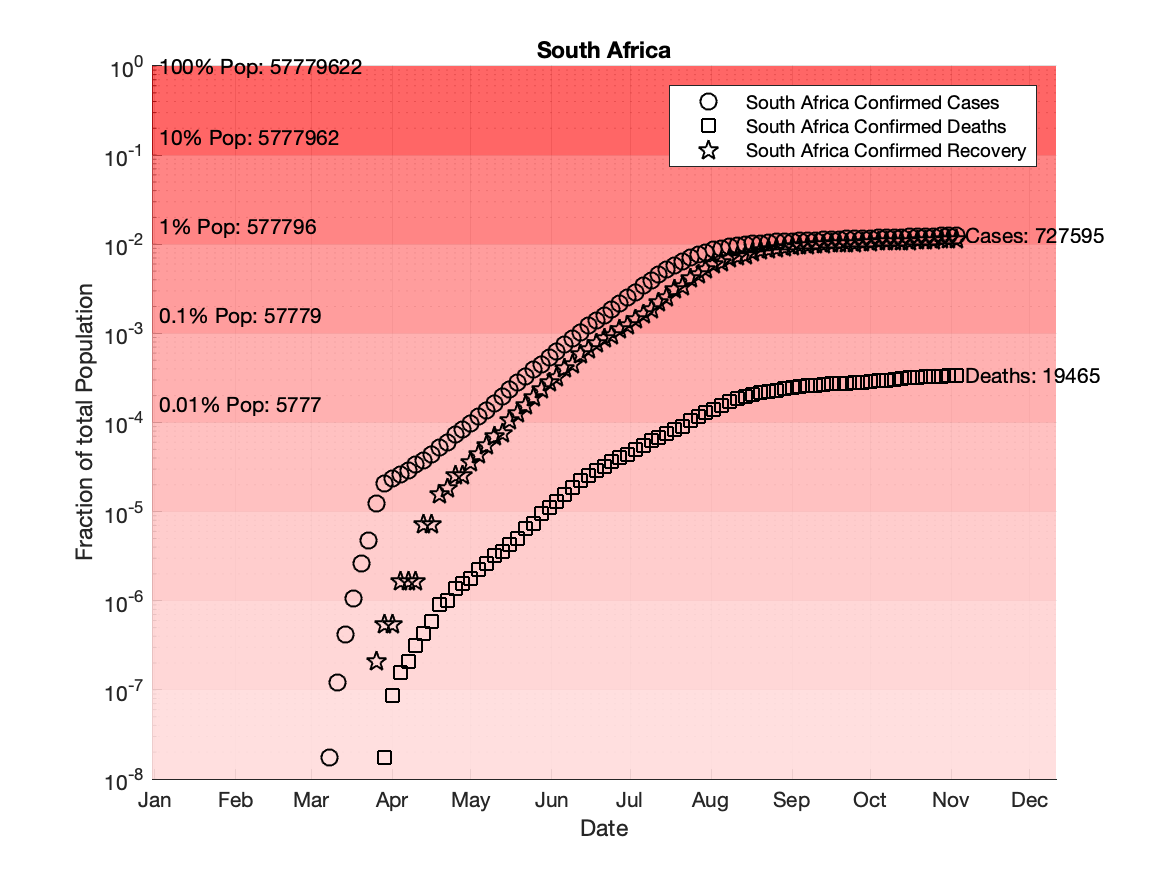 South Africa
10^0
100% Pop: 57779622
South Africa Confirmed Cases
South Africa Confirmed Deaths
South Africa Confirmed Recovery
10% Pop: 5777962
10^-1
1% Pop: 577796
10^-2
Cases: 727595
0.1% Pop: 57779
10^-3
Deaths: 19465
0.01% Pop: 5777
10^-4
10^-5
10^-6
10^-7
10^-8
Fraction of total Population
Jan Feb Mar Apr May Jun Jul Aug Sep Oct Nov Dec
Date